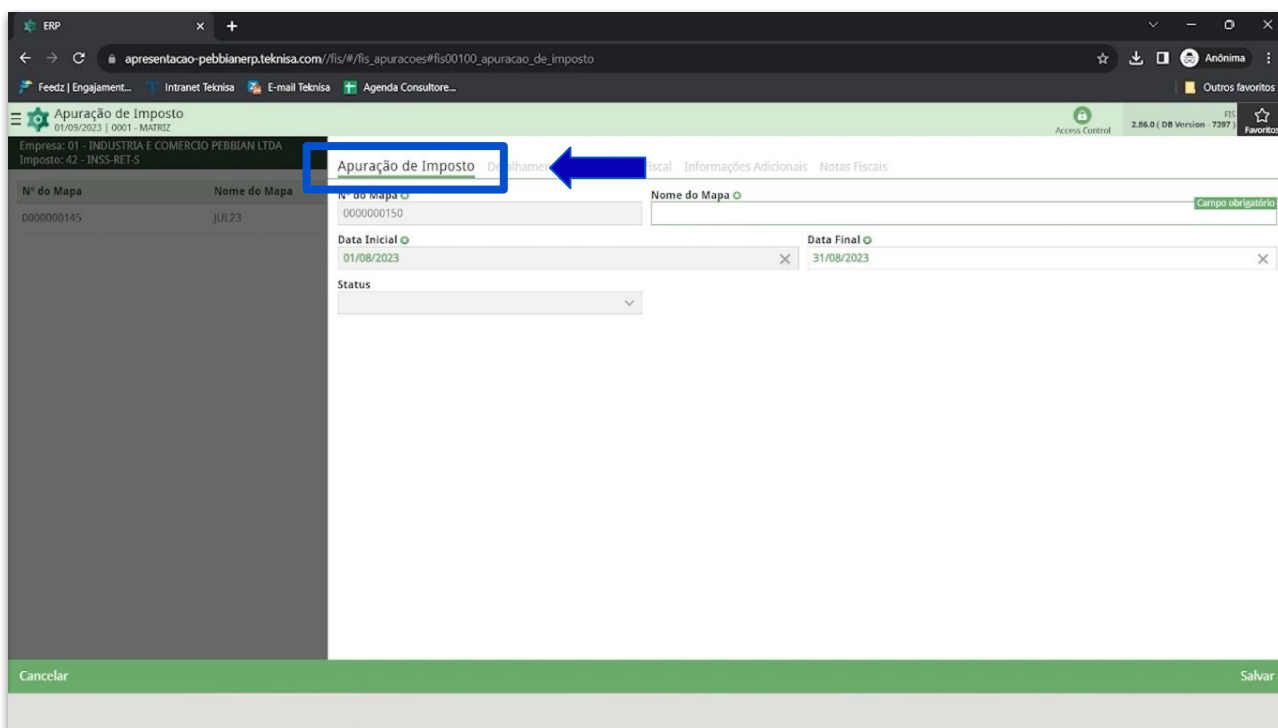 ERP
apresentacao-pebbianerp.teknisa.com//fis/#/fis_apuracoes#fis00100_apuracao_de_imposto
Anônima
Feedz | Engajament...
Intranet Teknisa
E-mail Teknisa
Agenda Consultore...
Outros favoritos
Apuração de Imposto
01/09/2023 | 0001 - MATRIZ
Access Control
FIS
2.86.0 ( DB Version - 7397 )
Favoritos
Empresa: 01 - INDUSTRIA E COMERCIO PEBBIAN LTDA
Imposto: 42 - INSS-RET-S
Nº do Mapa
Nome do Mapa
0000000145
JUL23
Apuração de Imposto
Informações Adicionais
Notas Fiscais
Nº do Mapa
Nome do Mapa
0000000150
Campo obrigatório
Data Inicial
Data Final
01/08/2023
31/08/2023
Status
Cancelar
Salvar